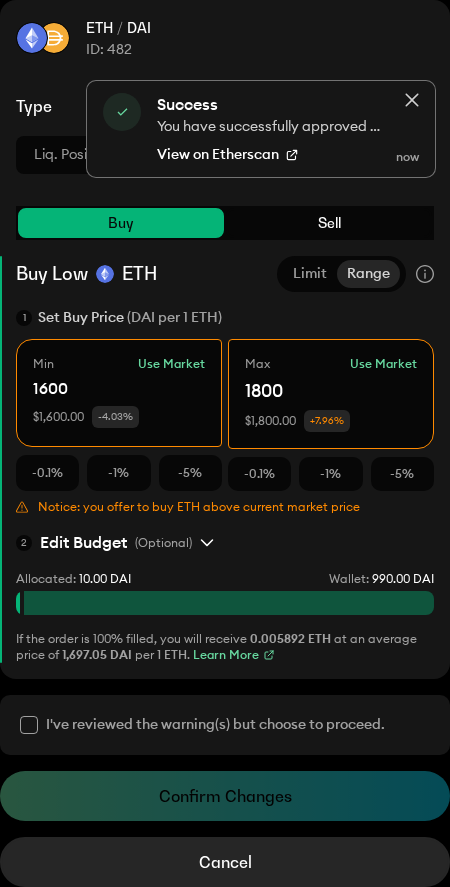 ETH / DAI
ID: 482
Type
Success
You have successfully approved ...
View on Etherscan
now
Liq. Posi
Buy
Sell
Buy Low ETH
Limit
Range
1 Set Buy Price (DAI per 1 ETH)
Min
Use Market
1600
$1,600.00
-4.03%
Max
Use Market
1800
$1,800.00
+7.96%
-0.1%
-1%
-5%
-0.1%
-1%
-5%
Notice: you offer to buy ETH above current market price
2 Edit Budget (Optional)
Allocated: 10.00 DAI
Wallet: 990.00 DAI
If the order is 100% filled, you will receive 0.005892 ETH at an average
price of 1,697.05 DAI per 1 ETH. Learn More
I've reviewed the warning(s) but choose to proceed.
Confirm Changes
Cancel